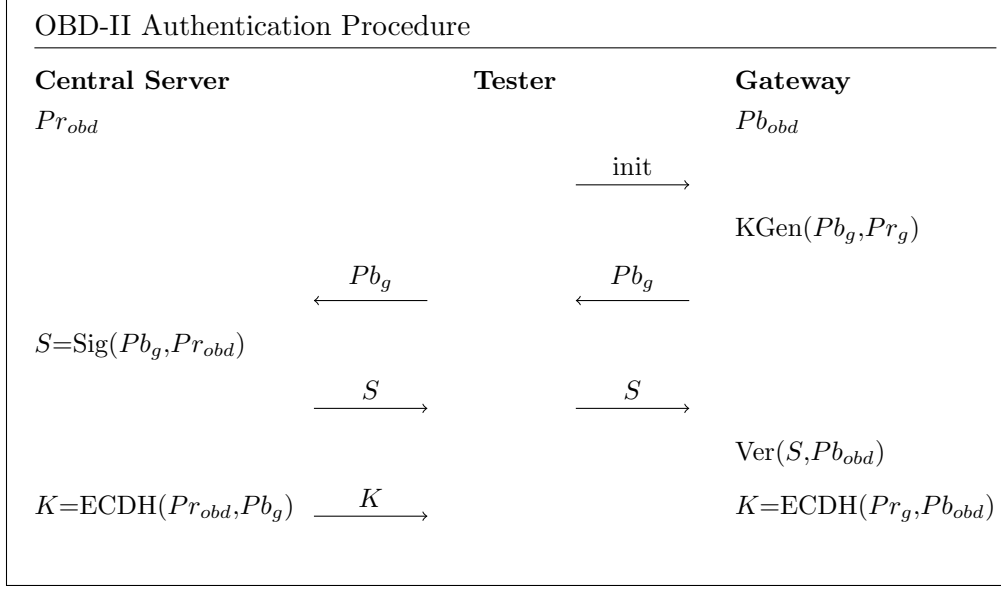 OBD-II Authentication Procedure
Central Server Tester Gateway
Pr_obd Pb_obd
init
KGen(Pb_g,Pr_g)
Pb_g Pb_g
S=Sig(Pb_g,Pr_obd)
S S
Ver(S,Pb_obd)
K=ECDH(Pr_obd,Pb_g) K K=ECDH(Pr_g,Pb_obd)